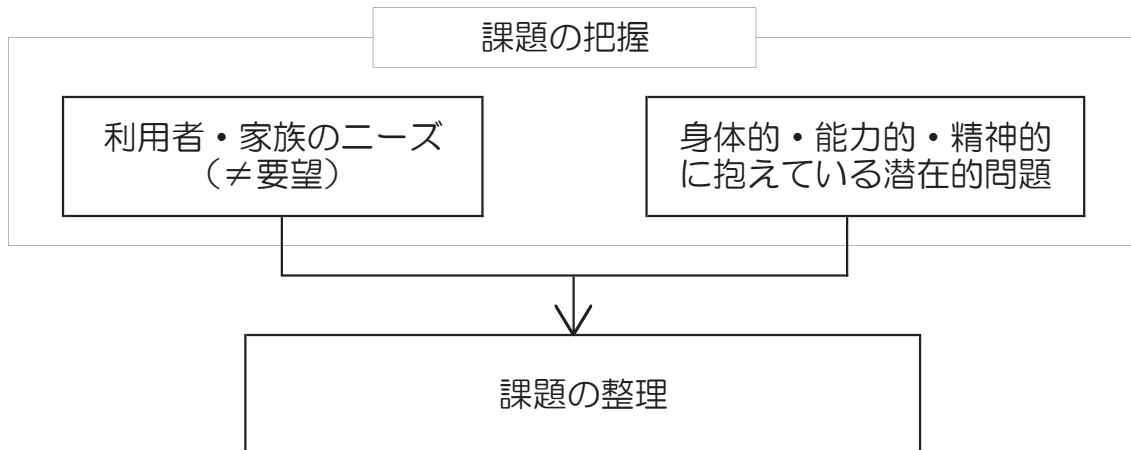 課題の把握
利用者・家族のニーズ
（≠要望）
身体的・能力的・精神的
に抱えている潜在的問題
課題の整理